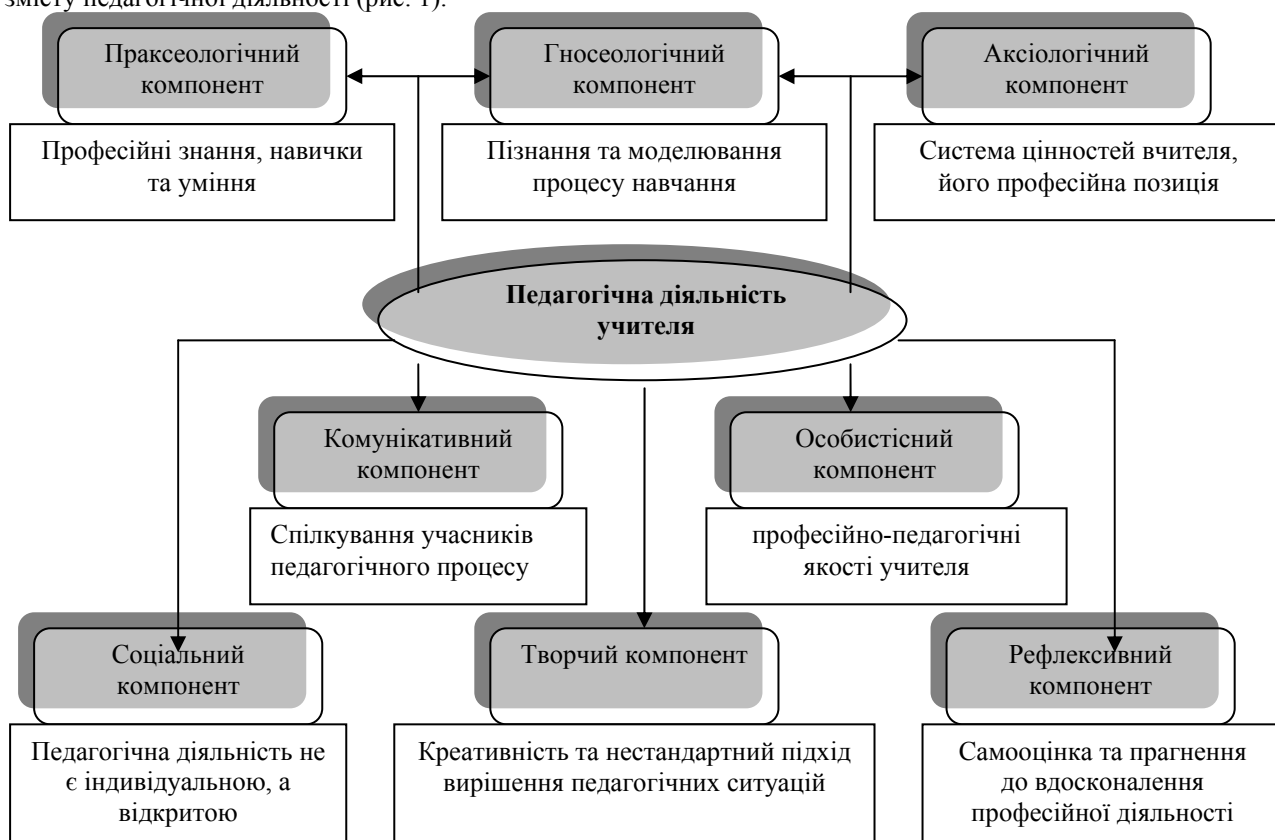 змісту педагогічної діяльності (рис. 1).
Праксеологічний
компонент
Професійні знання, навички
та уміння
Гносеологічний
компонент
Пізнання та моделювання
процесу навчання
Аксіологічний
компонент
Система цінностей вчителя,
його професійна позиція
Педагогічна діяльність
учителя
Комунікативний
компонент
Спілкування учасників
педагогічного процесу
Особистісний
компонент
професійно-педагогічні
якості учителя
Соціальний
компонент
Педагогічна діяльність не
є індивідуальною, а
відкритою
Творчий компонент
Креативність та нестандартний підхід
вирішення педагогічних ситуацій
Рефлексивний
компонент
Самооцінка та прагнення
до вдосконалення
професійної діяльності